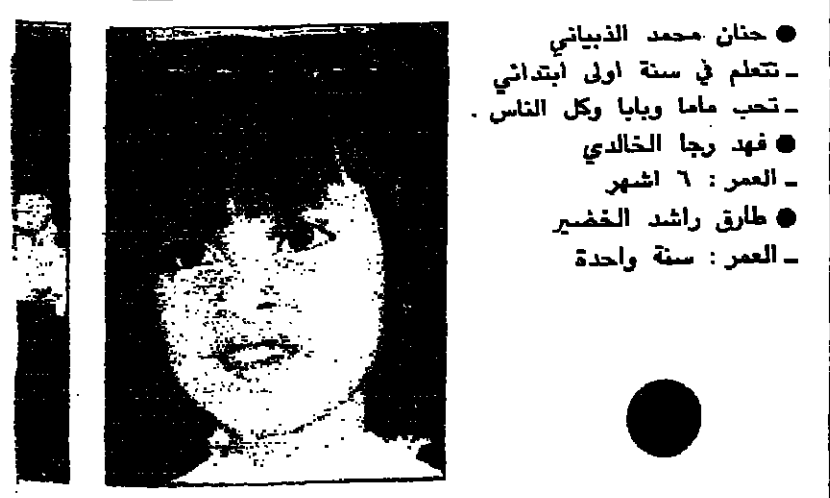 ● حنان محمد الذبياني
ـ تتعلم في سنة اولى ابتدائي
ـ تحب ماما وبابا وكل الناس .
● فهد رجا الخالدي
ـ العمر : ٦ اشهر
● طارق راشد الخضير
ـ العمر : سنة واحدة